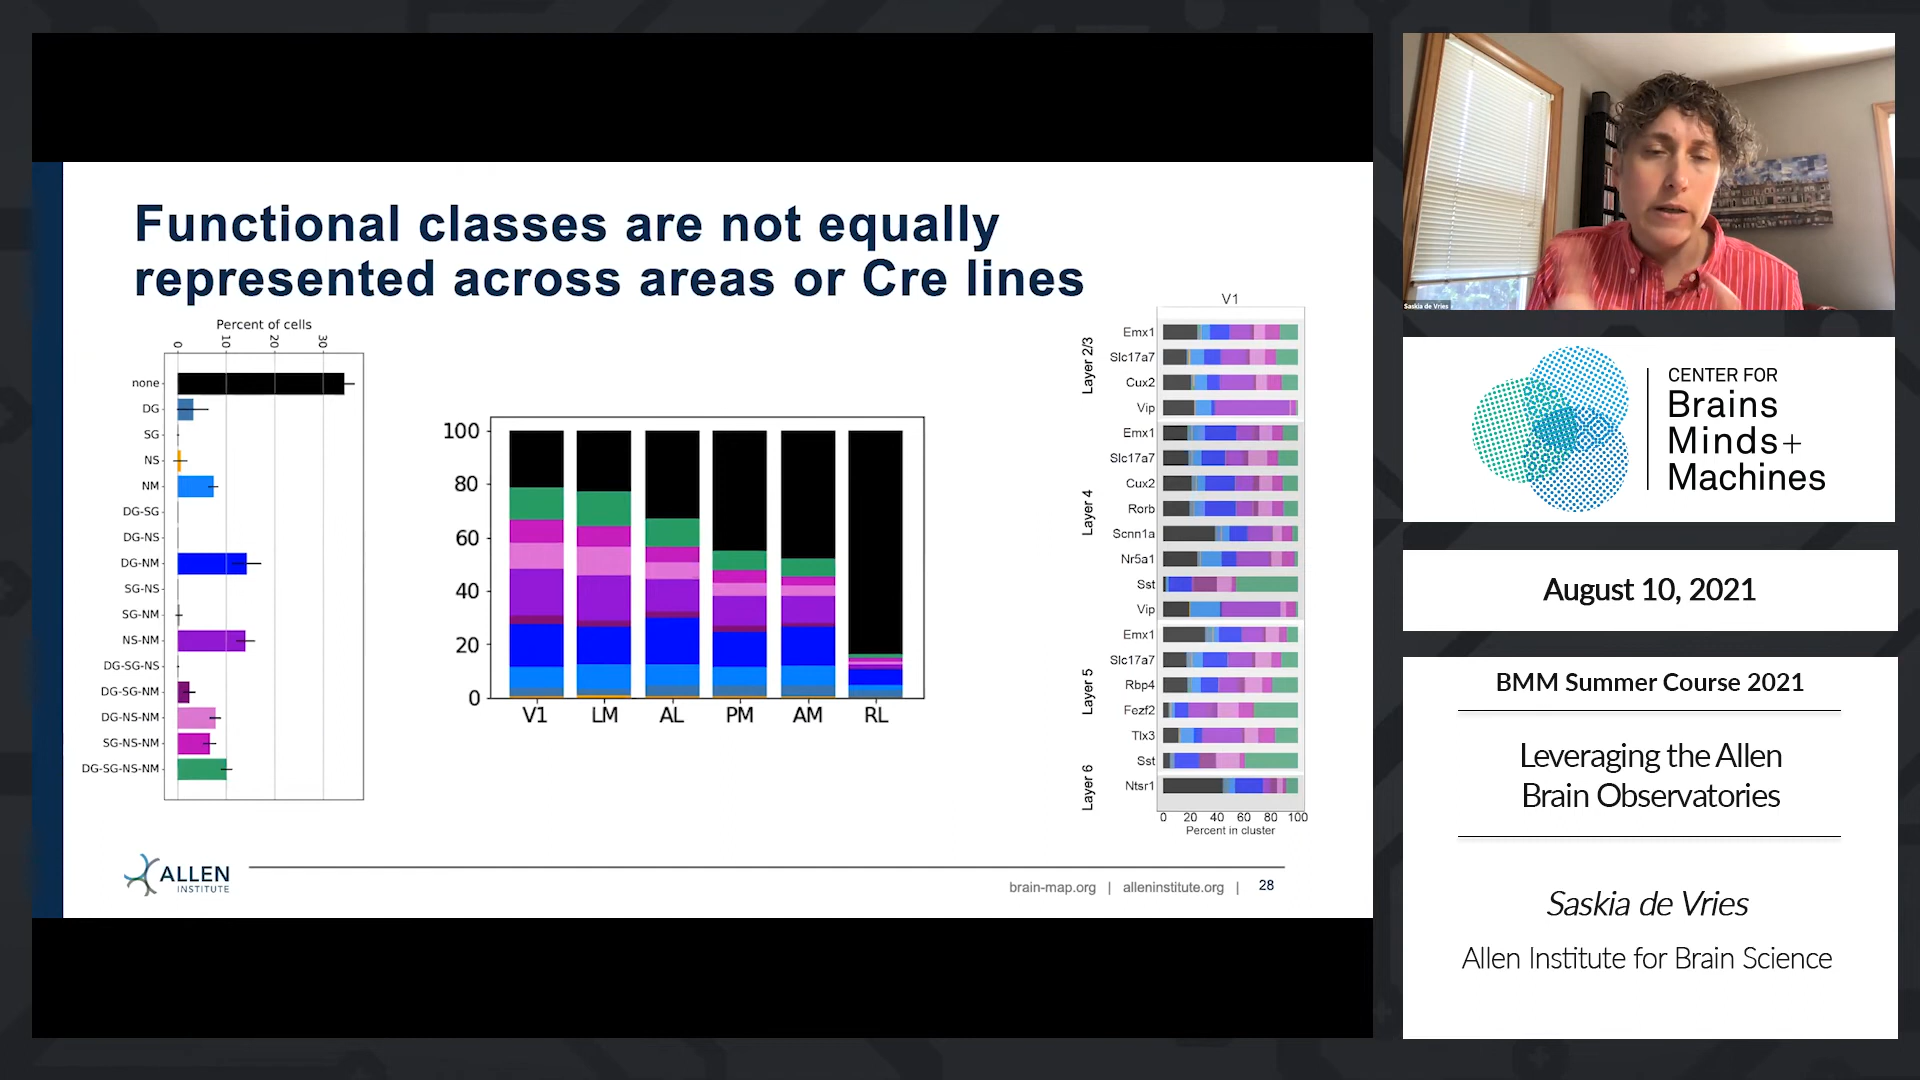 Functional classes are not equally
represented across areas or Cre lines
Percent of cells
0 10 20 30
none
DG
SG
NS
NM
DG-SG
DG-NS
DG-NM
SG-NS
SG-NM
NS-NM
DG-SG-NS
DG-SG-NM
DG-NS-NM
SG-NS-NM
DG-SG-NS-NM
100
80
60
40
20
0
V1 LM AL PM AM RL
V1
Layer 2/3
Emx1
Slc17a7
Cux2
Vip
Layer 4
Emx1
Slc17a7
Cux2
Rorb
Scnn1a
Nr5a1
Sst
Vip
Layer 5
Emx1
Slc17a7
Rbp4
Fezf2
Tlx3
Sst
Layer 6
Ntsr1
0 20 40 60 80 100
Percent in cluster
ALLEN
INSTITUTE
brain-map.org | alleninstitute.org | 28
Saskia de Vries
CENTER FOR
Brains
Minds+
Machines
August 10, 2021
BMM Summer Course 2021
Leveraging the Allen
Brain Observatories
Saskia de Vries
Allen Institute for Brain Science